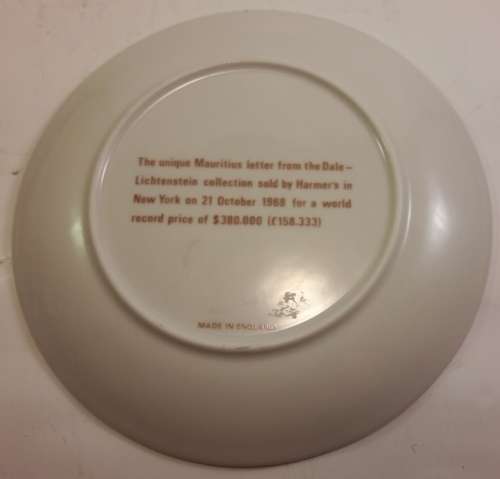 The unique Mauritius letter from the Dale –
Lichtenstein collection sold by Harmer's in
New York on 21 October 1968 for a world
record price of $380.000 (£158.333)
MADE IN ENGLAND